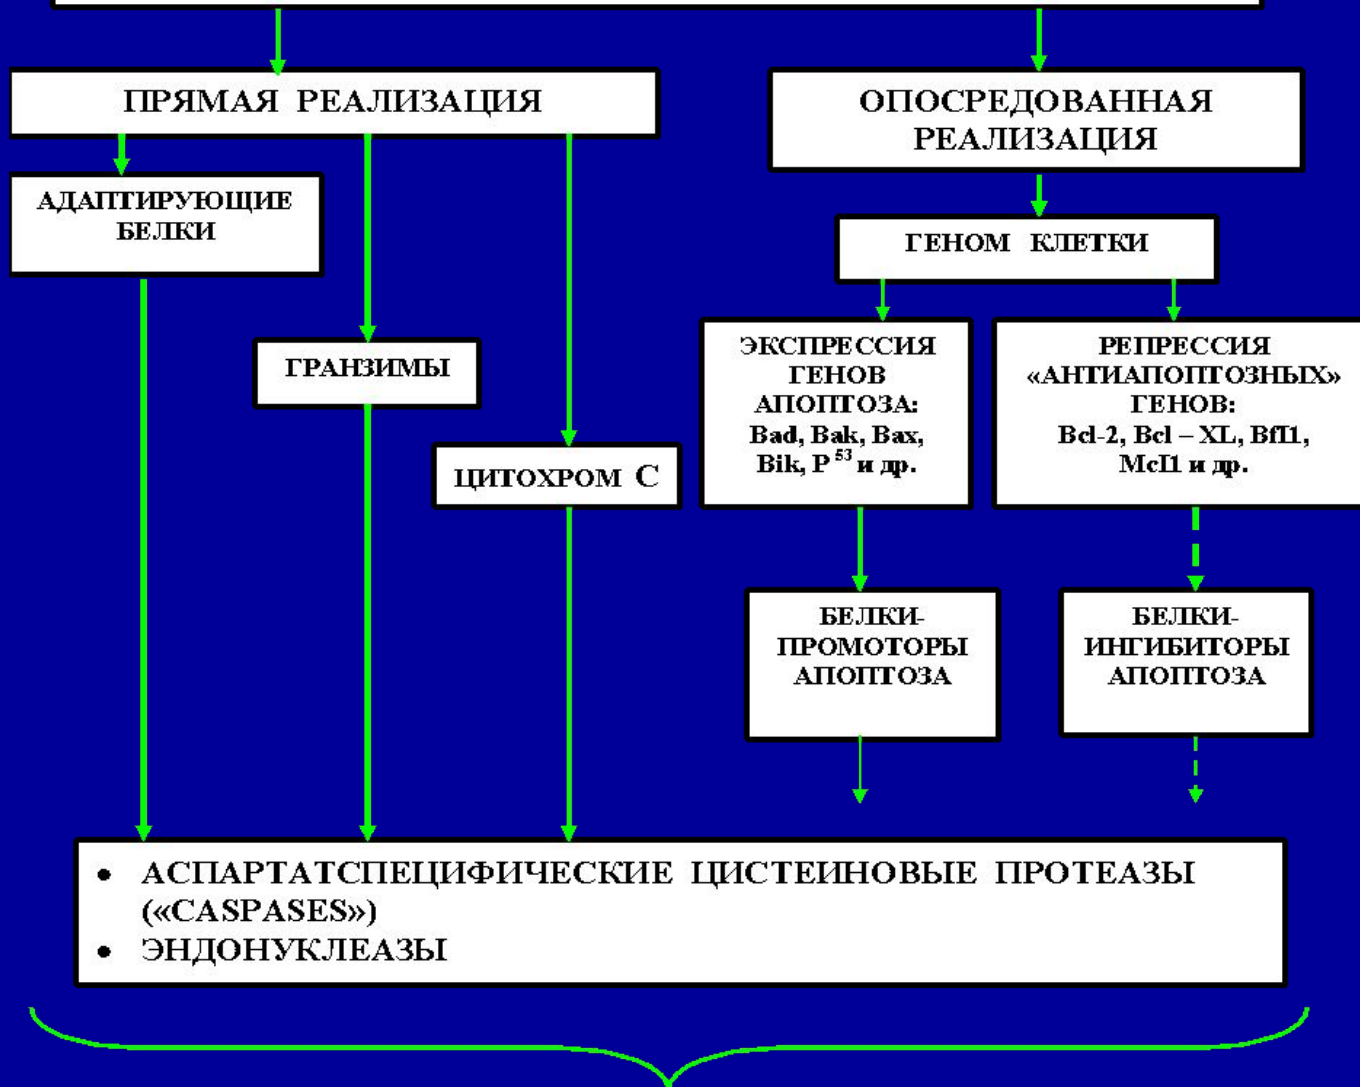 ПРЯМАЯ РЕАЛИЗАЦИЯ
ОПОСРЕДОВАННАЯ
РЕАЛИЗАЦИЯ
АДАПТИРУЮЩИЕ
БЕЛКИ
ГЕНОМ КЛЕТКИ
ГРАНЗИМЫ
ЦИТОХРОМ С
ЭКСПРЕССИЯ
ГЕНОВ
АПОПТОЗА:
Bad, Bak, Bax,
Bik, P 53 и др.
РЕПРЕССИЯ
«АНТИАПОПТОЗНЫХ»
ГЕНОВ:
Bcl-2, Bcl – XL, BfI1,
McI1 и др.
БЕЛКИ-
ПРОМОТОРЫ
АПОПТОЗА
БЕЛКИ-
ИНГИБИТОРЫ
АПОПТОЗА
• АСПАРТАТСПЕЦИФИЧЕСКИЕ ЦИСТЕИНОВЫЕ ПРОТЕАЗЫ
(«CASPASES»)
• ЭНДОНУКЛЕАЗЫ